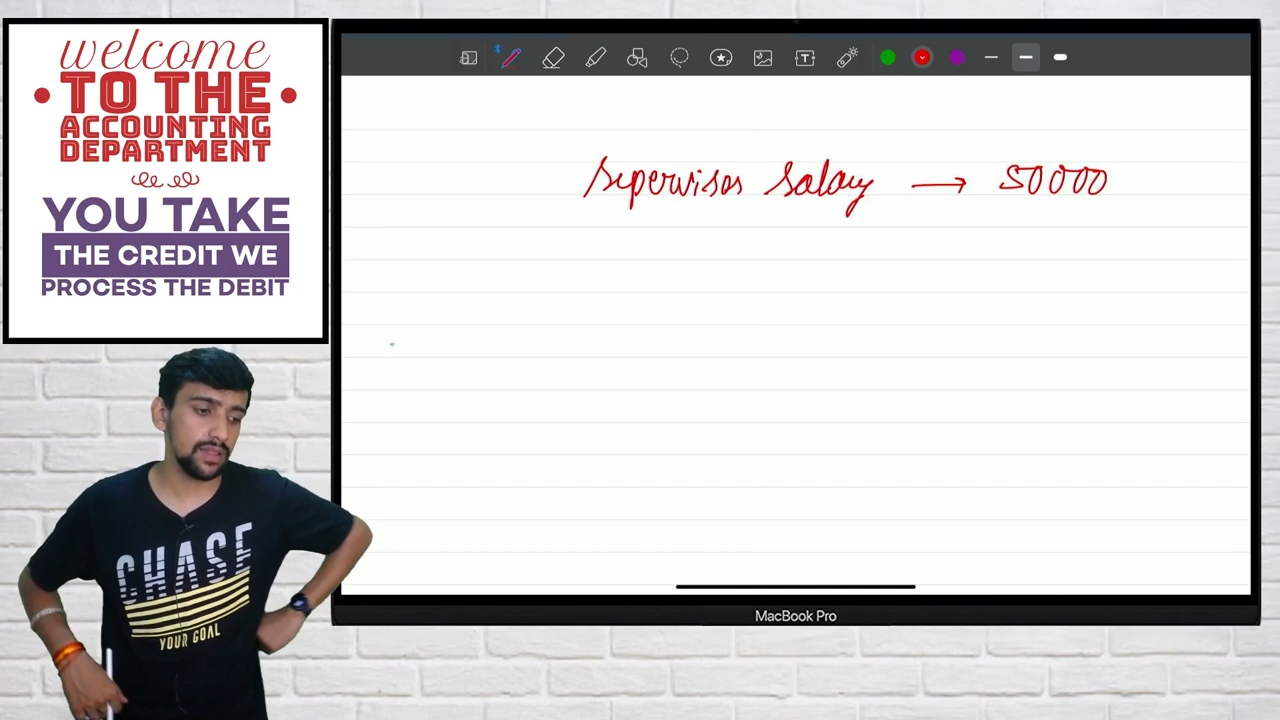 welcome
TO THE
ACCOUNTING
DEPARTMENT
YOU TAKE
THE CREDIT WE
PROCESS THE DEBIT
Supervisor Salary → 50000
CHASE
YOUR GOAL
MacBook Pro